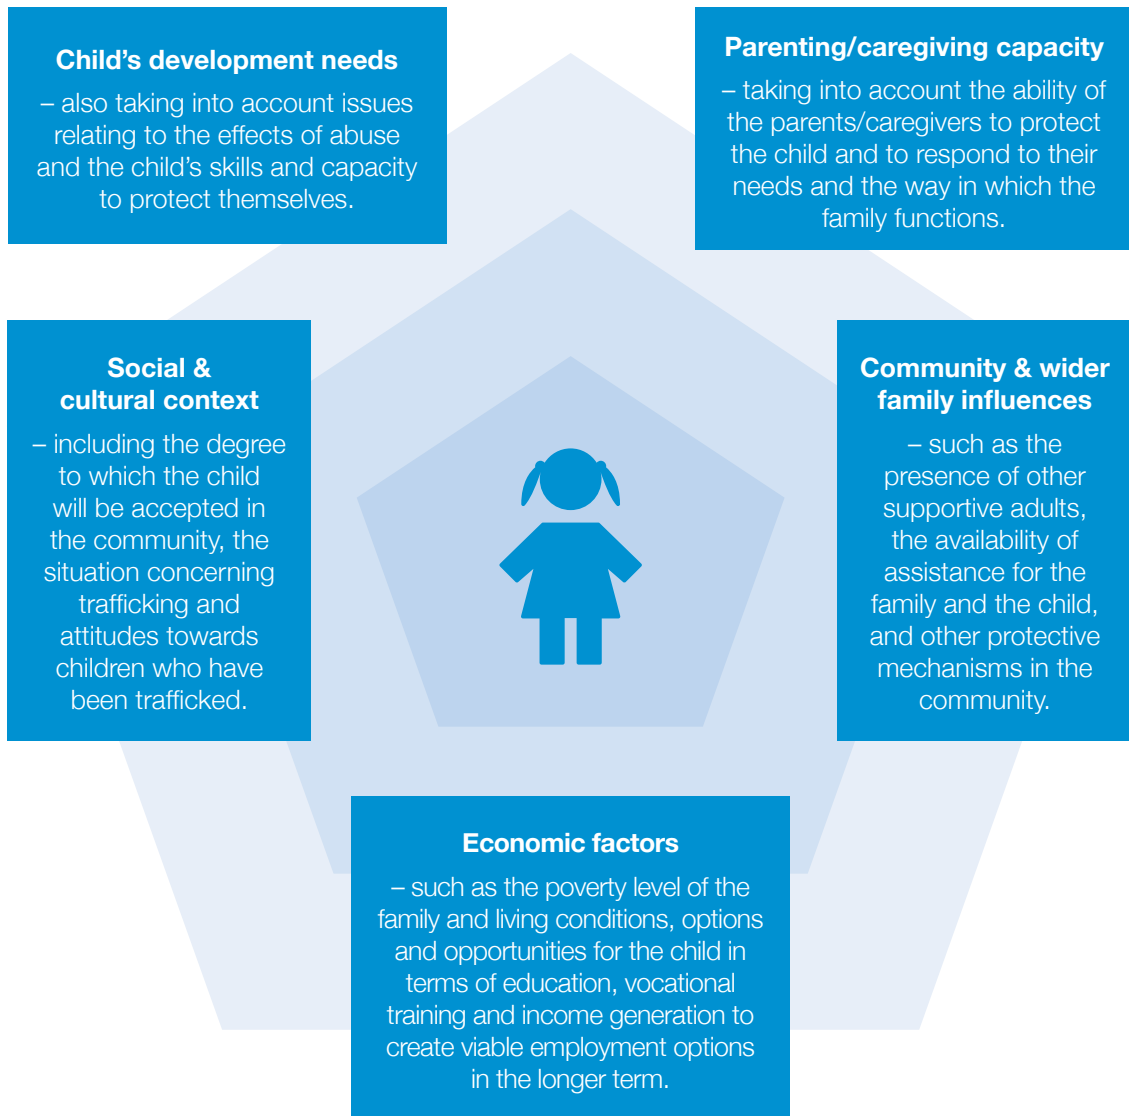 Child’s development needs
– also taking into account issues
relating to the effects of abuse
and the child’s skills and capacity
to protect themselves.
Parenting/caregiving capacity
– taking into account the ability of
the parents/caregivers to protect
the child and to respond to their
needs and the way in which the
family functions.
Social &
cultural context
– including the degree
to which the child
will be accepted in
the community, the
situation concerning
trafficking and
attitudes towards
children who have
been trafficked.
Community & wider
family influences
– such as the
presence of other
supportive adults,
the availability of
assistance for the
family and the child,
and other protective
mechanisms in the
community.
Economic factors
– such as the poverty level of the
family and living conditions, options
and opportunities for the child in
terms of education, vocational
training and income generation to
create viable employment options
in the longer term.